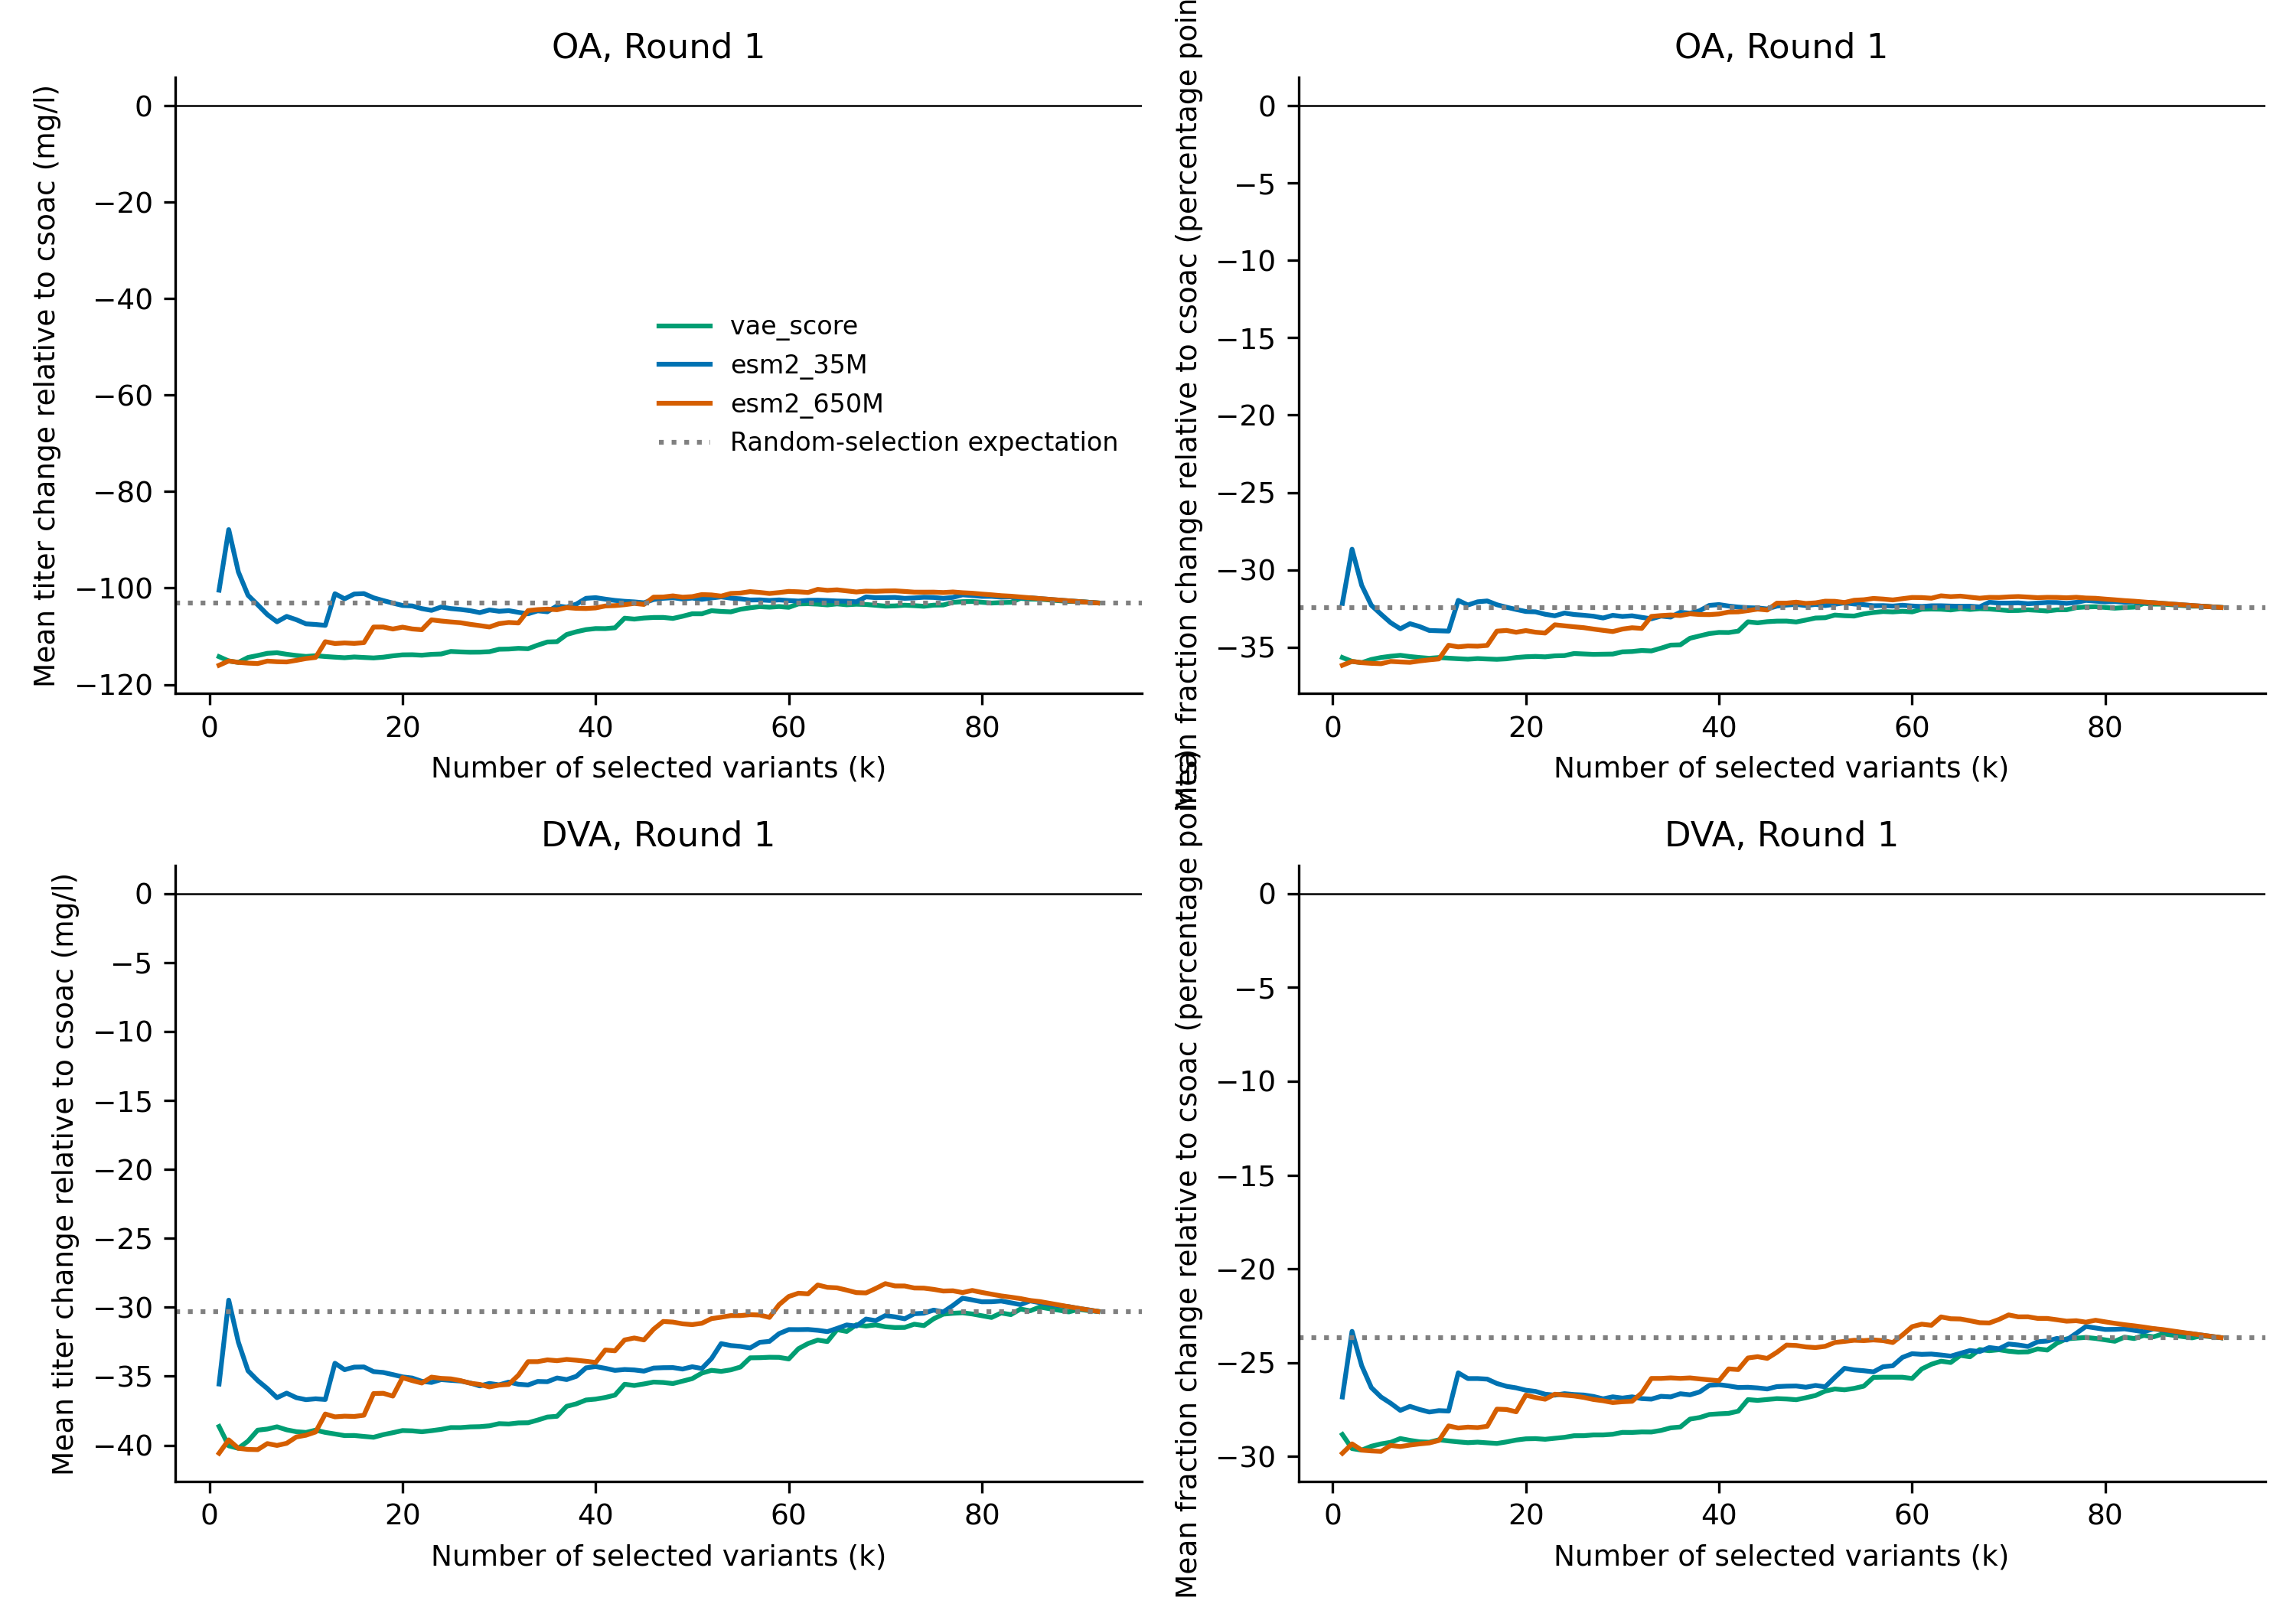 OA, Round 1
Mean titer change relative to csoac (mg/l)
0
−20
−40
−60
−80
−100
−120
vae_score
esm2_35M
esm2_650M
Random-selection expectation
0 20 40 60 80
Number of selected variants (k)
OA, Round 1
Mean fraction change relative to csoac (percentage points)
0
−5
−10
−15
−20
−25
−30
−35
0 20 40 60 80
Number of selected variants (k)
DVA, Round 1
Mean titer change relative to csoac (mg/l)
0
−5
−10
−15
−20
−25
−30
−35
−40
0 20 40 60 80
Number of selected variants (k)
DVA, Round 1
Mean fraction change relative to csoac (percentage points)
0
−5
−10
−15
−20
−25
−30
0 20 40 60 80
Number of selected variants (k)